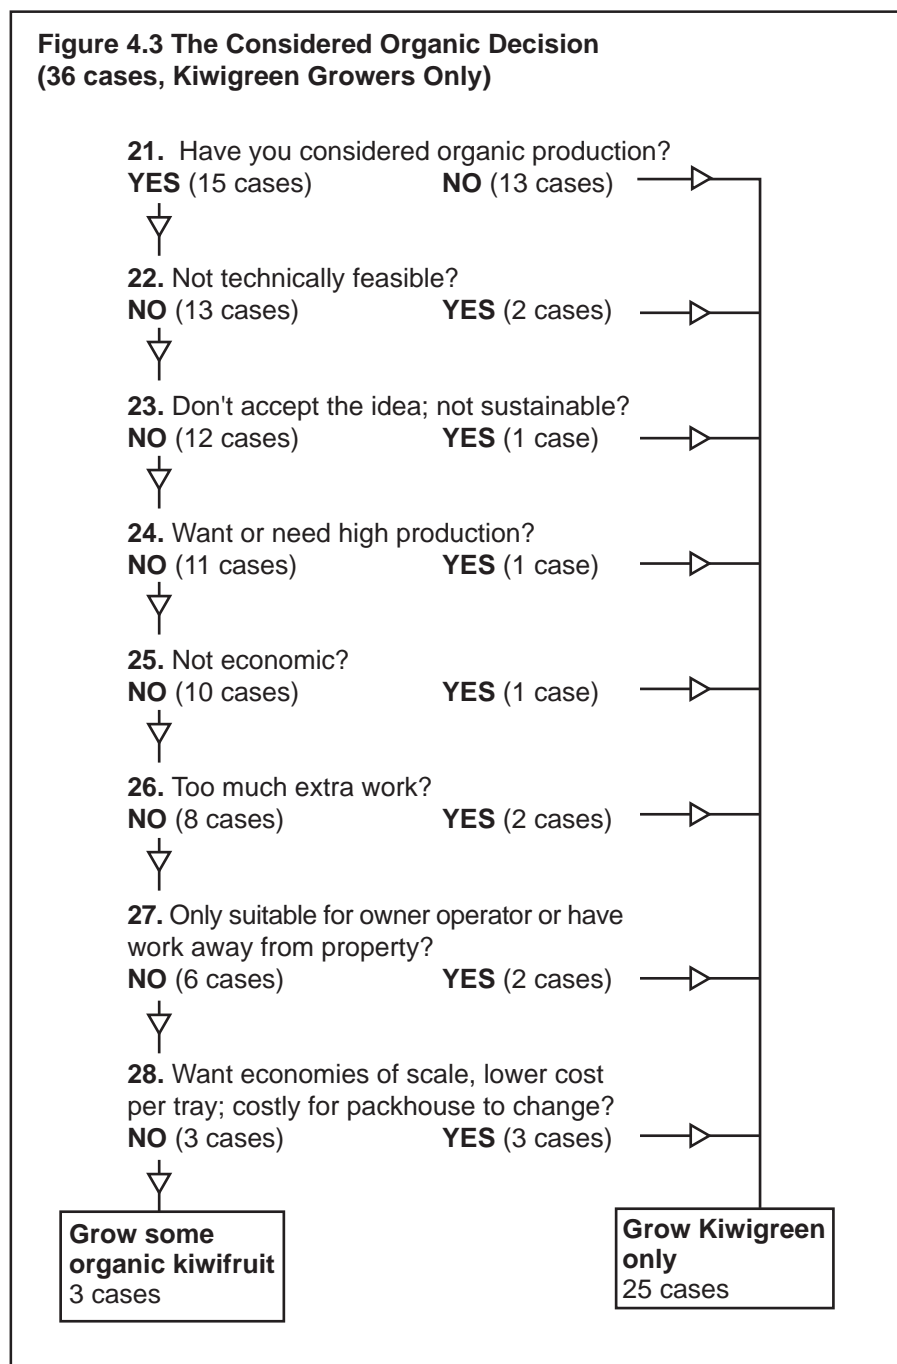 Figure 4.3 The Considered Organic Decision
(36 cases, Kiwigreen Growers Only)
21. Have you considered organic production?
YES (15 cases) NO (13 cases)
22. Not technically feasible?
NO (13 cases) YES (2 cases)
23. Don't accept the idea; not sustainable?
NO (12 cases) YES (1 case)
24. Want or need high production?
NO (11 cases) YES (1 case)
25. Not economic?
NO (10 cases) YES (1 case)
26. Too much extra work?
NO (8 cases) YES (2 cases)
27. Only suitable for owner operator or have
work away from property?
NO (6 cases) YES (2 cases)
28. Want economies of scale, lower cost
per tray; costly for packhouse to change?
NO (3 cases) YES (3 cases)
Grow some
organic kiwifruit
3 cases
Grow Kiwigreen
only
25 cases